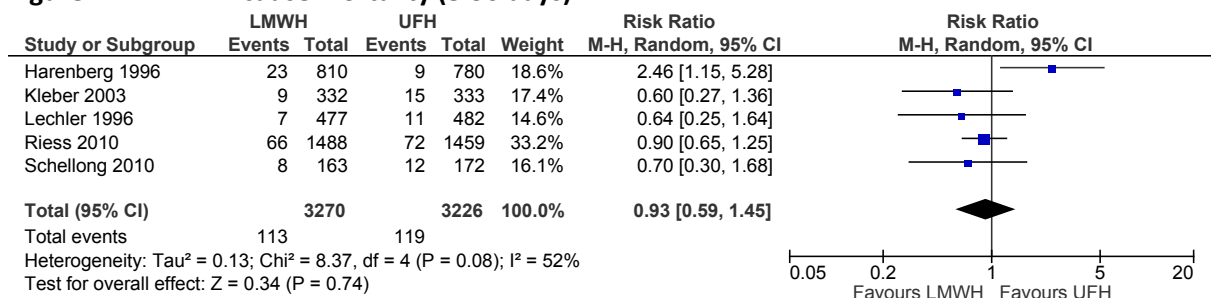 LMWH UFH Risk Ratio Risk Ratio
Study or Subgroup Events Total Events Total Weight M-H, Random, 95% CI M-H, Random, 95% CI
Harenberg 1996 23 810 9 780 18.6% 2.46 [1.15, 5.28]
Kleber 2003 9 332 15 333 17.4% 0.60 [0.27, 1.36]
Lechler 1996 7 477 11 482 14.6% 0.64 [0.25, 1.64]
Riess 2010 66 1488 72 1459 33.2% 0.90 [0.65, 1.25]
Schellong 2010 8 163 12 172 16.1% 0.70 [0.30, 1.68]
Total (95% CI) 3270 3226 100.0% 0.93 [0.59, 1.45]
Total events 113 119
Heterogeneity: Tau² = 0.13; Chi² = 8.37, df = 4 (P = 0.08); I² = 52%
Test for overall effect: Z = 0.34 (P = 0.74)
0.05 0.2 1 5 20
Favours LMWH Favours UFH